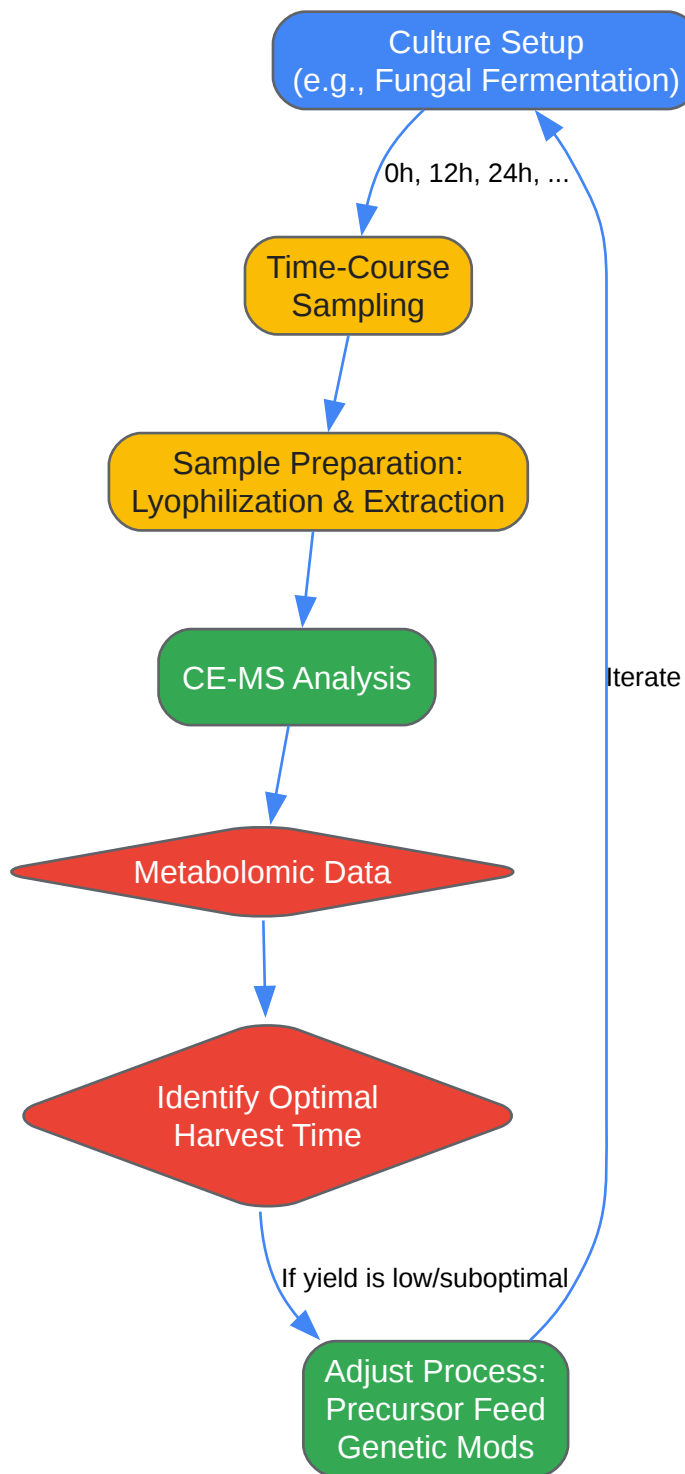 Culture Setup
(e.g., Fungal Fermentation)
0h, 12h, 24h, ...
Time-Course
Sampling
Sample Preparation:
Lyophilization & Extraction
CE-MS Analysis
Iterate
Metabolomic Data
Identify Optimal
Harvest Time
If yield is low/suboptimal
Adjust Process:
Precursor Feed
Genetic Mods